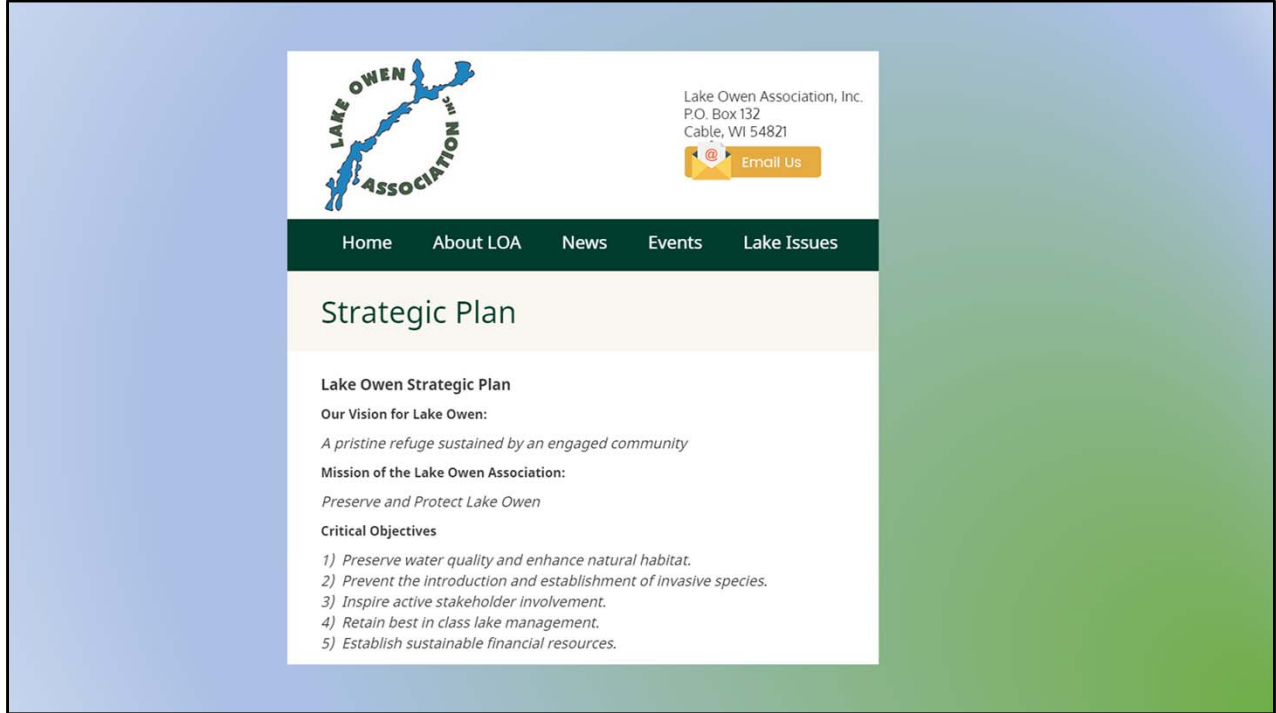 LAKE OWEN
ASSOCIATION INC
Lake Owen Association, Inc.
P.O. Box 132
Cable, WI 54821
@ Email Us
Home About LOA News Events Lake Issues
Strategic Plan
Lake Owen Strategic Plan
Our Vision for Lake Owen:
A pristine refuge sustained by an engaged community
Mission of the Lake Owen Association:
Preserve and Protect Lake Owen
Critical Objectives
1) Preserve water quality and enhance natural habitat.
2) Prevent the introduction and establishment of invasive species.
3) Inspire active stakeholder involvement.
4) Retain best in class lake management.
5) Establish sustainable financial resources.